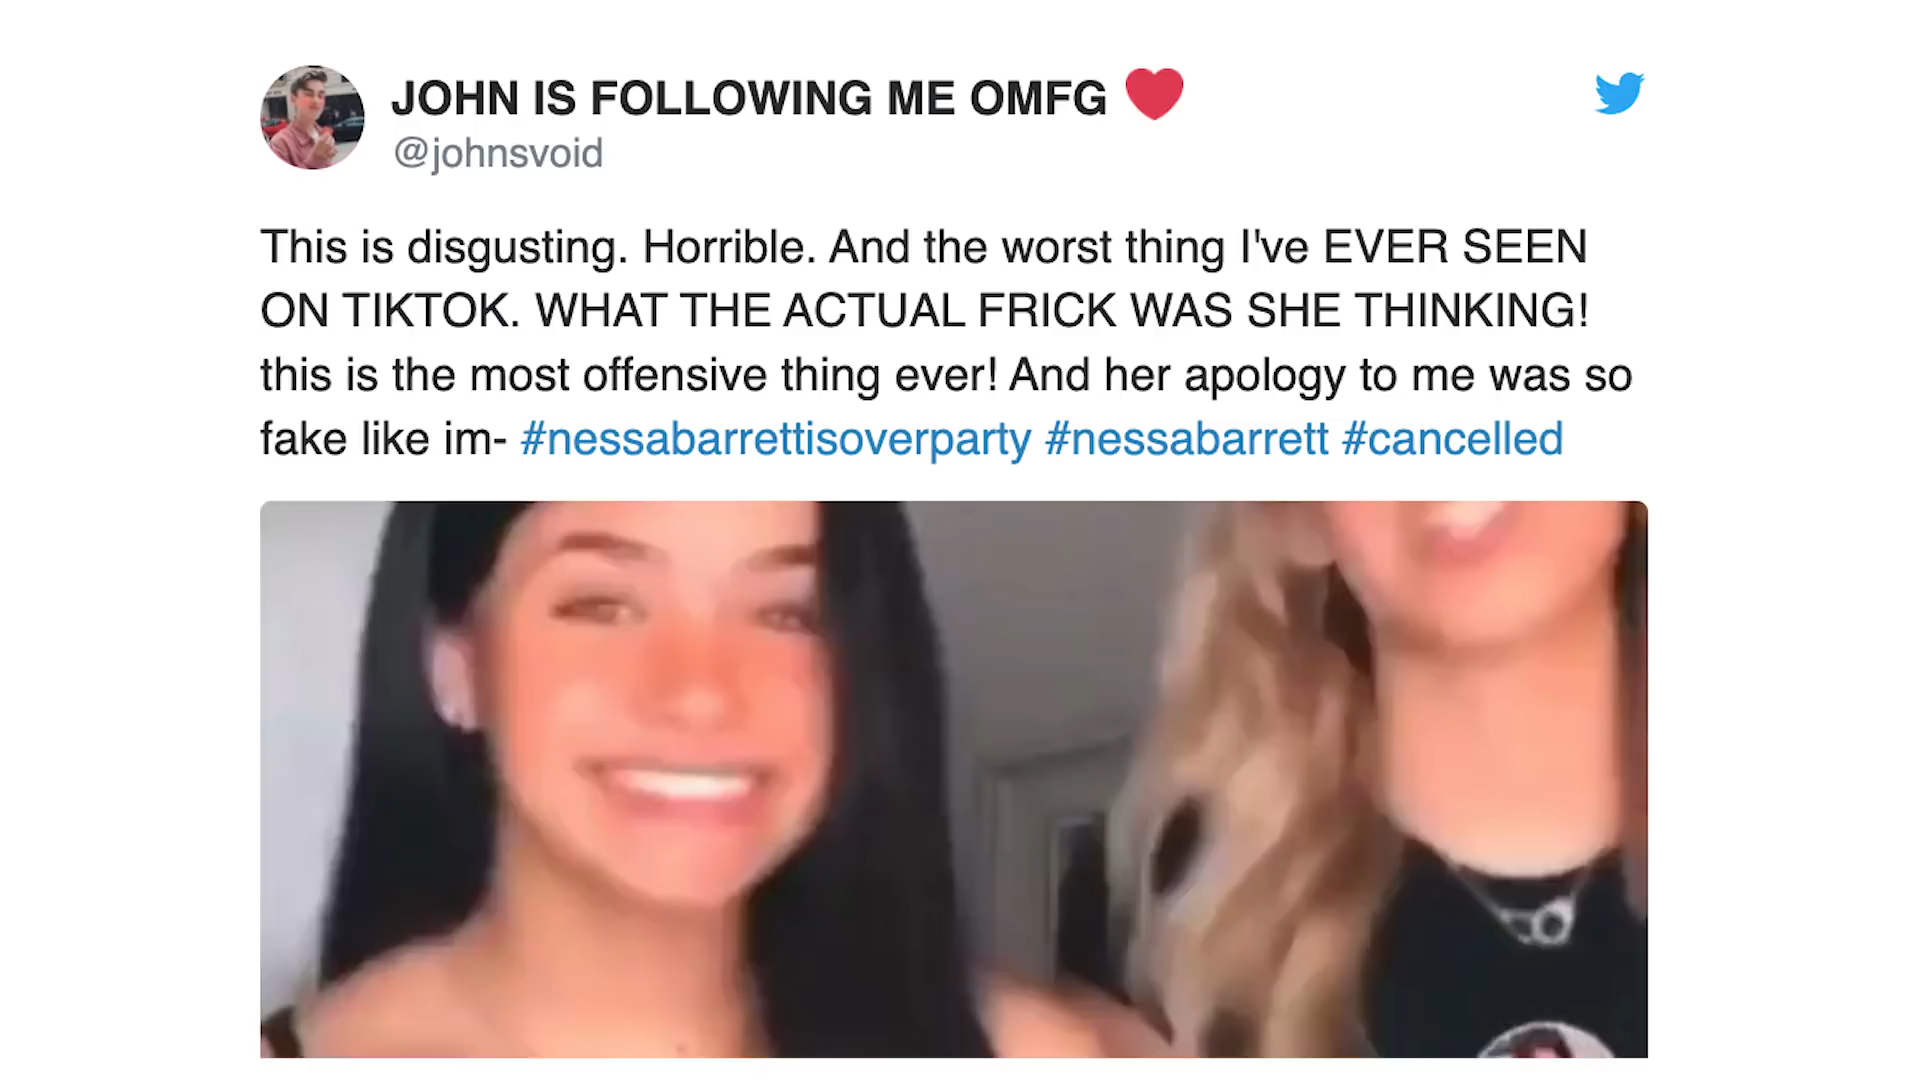 JOHN IS FOLLOWING ME OMFG ❤️
@johnsvoid
This is disgusting. Horrible. And the worst thing I've EVER SEEN
ON TIKTOK. WHAT THE ACTUAL FRICK WAS SHE THINKING!
this is the most offensive thing ever! And her apology to me was so
fake like im- #nessabarrettisoverparty #nessabarrett #cancelled